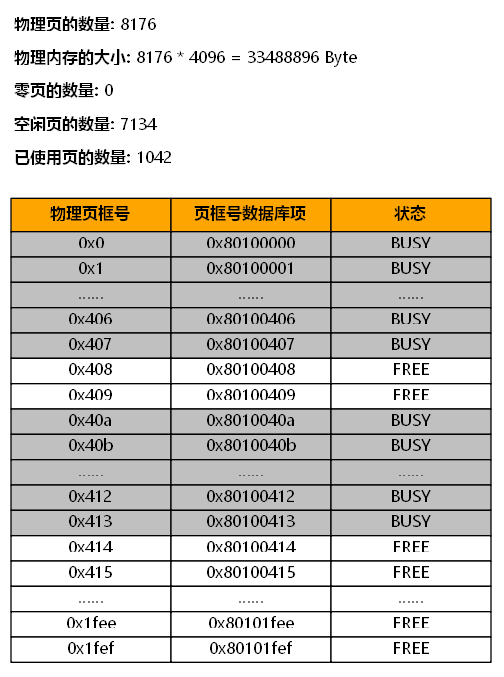 物理页的数量: 8176
物理内存的大小: 8176 * 4096 = 33488896 Byte
零页的数量: 0
空闲页的数量: 7134
已使用页的数量: 1042
物理页框号 页框号数据库项 状态
0x0 0x80100000 BUSY
0x1 0x80100001 BUSY
...... ...... ......
0x406 0x80100406 BUSY
0x407 0x80100407 BUSY
0x408 0x80100408 FREE
0x409 0x80100409 FREE
0x40a 0x8010040a BUSY
0x40b 0x8010040b BUSY
...... ...... ......
0x412 0x80100412 BUSY
0x413 0x80100413 BUSY
0x414 0x80100414 FREE
0x415 0x80100415 FREE
...... ...... ......
0x1fee 0x80101fee FREE
0x1fef 0x80101fef FREE